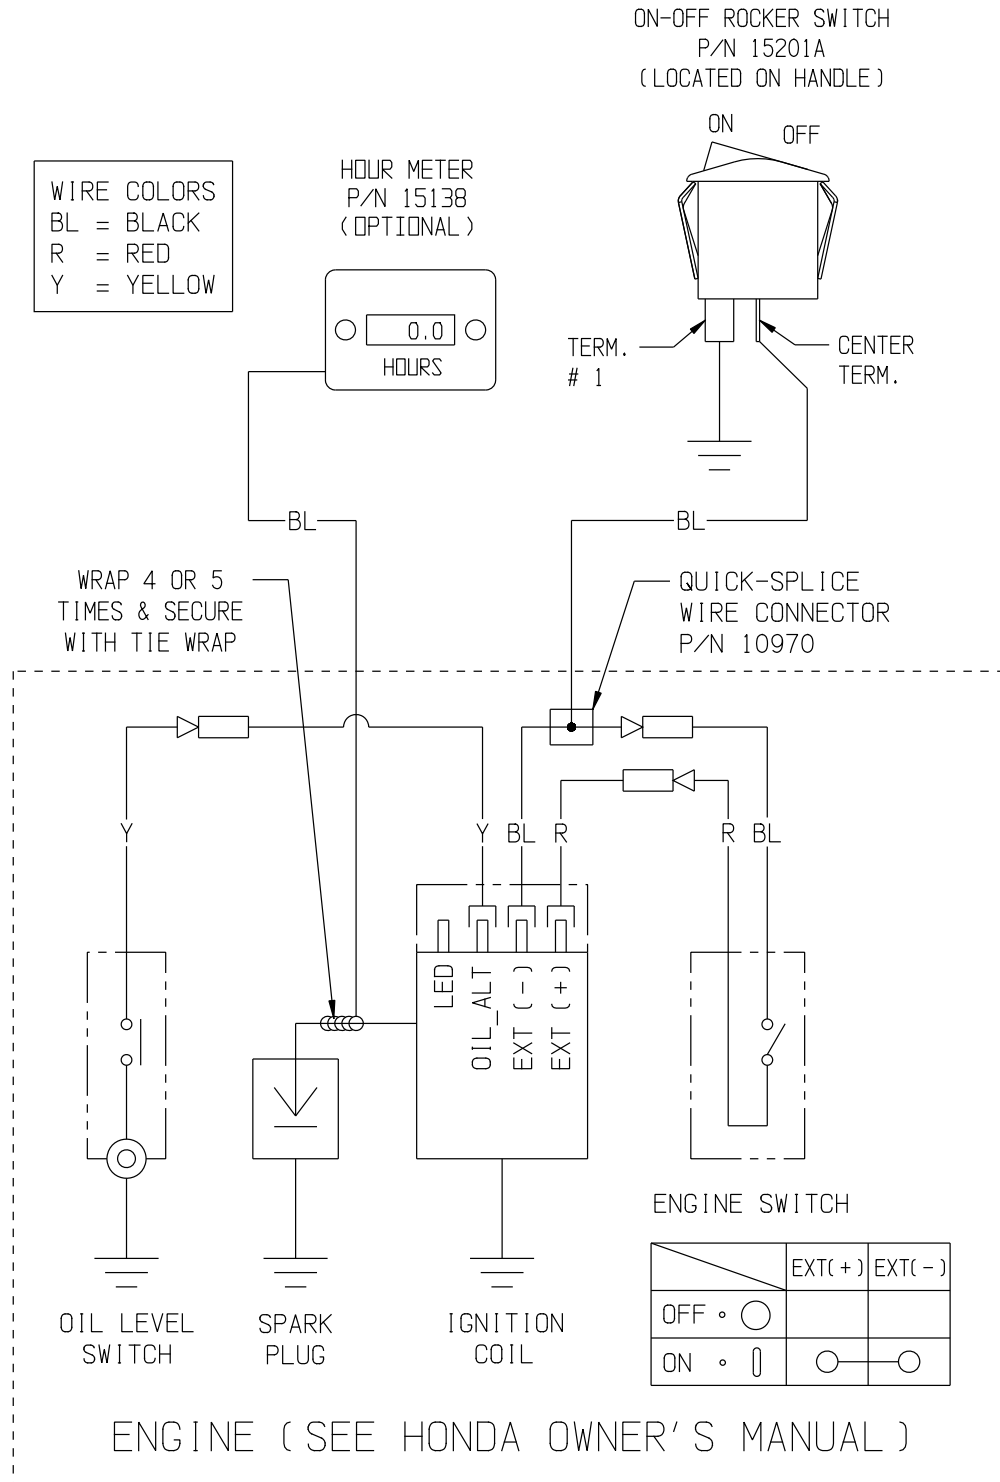 ON-OFF ROCKER SWITCH
P/N 15201A
(LOCATED ON HANDLE)
ON
OFF
WIRE COLORS
BL = BLACK
R = RED
Y = YELLOW
HOUR METER
P/N 15138
(OPTIONAL)
0.0
HOURS
TERM.
# 1
CENTER
TERM.
BL
BL
WRAP 4 OR 5
TIMES & SECURE
WITH TIE WRAP
QUICK-SPLICE
WIRE CONNECTOR
P/N 10970
Y
Y
BL
R
R
BL
LED
OIL_ALT
EXT (-)
EXT (+)
ENGINE SWITCH
EXT(+)
EXT(-)
OFF
ON
OIL LEVEL
SWITCH
SPARK
PLUG
IGNITION
COIL
ENGINE (SEE HONDA OWNER'S MANUAL)